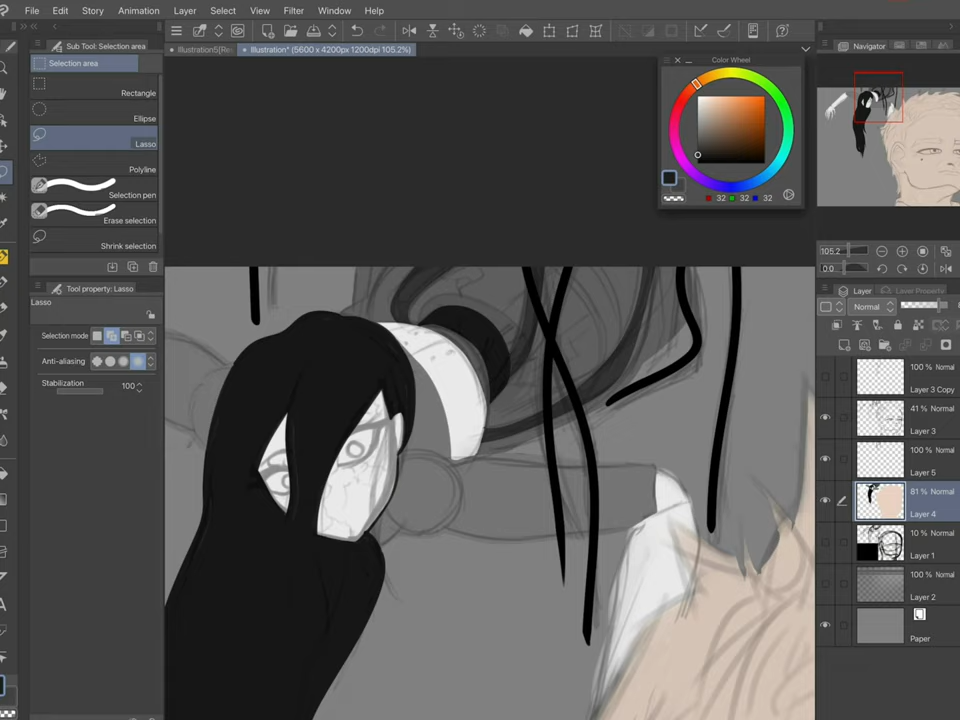 File Edit Story Animation Layer Select View Filter Window Help
Sub Tool: Selection area
Selection area
Rectangle
Ellipse
Lasso
Polyline
Selection pen
Erase selection
Shrink selection
Tool property: Lasso
Lasso
Selection mode
Anti-aliasing
Stabilization 100
Illustration5[Re
Illustration* (5600 x 4200px 1200dpi 105.2%)
Color Wheel
32 32 32
Navigator
105.2
0.0
Layer Layer Property
Normal
100 % Normal
Layer 3 Copy
41 % Normal
Layer 3
100 % Normal
Layer 5
81 % Normal
Layer 4
10 % Normal
Layer 1
100 % Normal
Layer 2
Paper